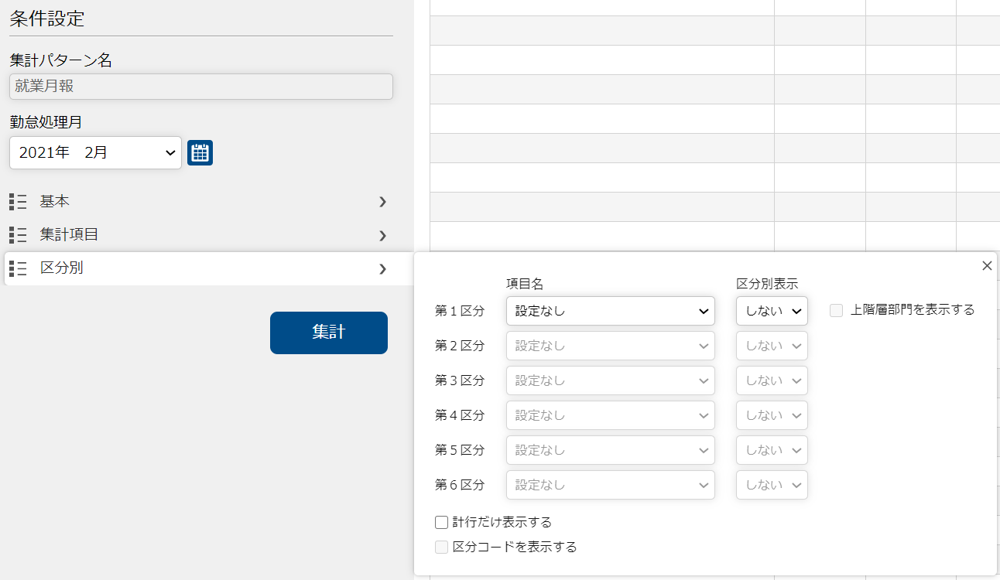 条件設定
集計パターン名
就業月報
勤怠処理月
2021年　2月
基本
集計項目
区分別
集計
項目名 区分別表示
第１区分 設定なし しない 上階層部門を表示する
第２区分 設定なし しない
第３区分 設定なし しない
第４区分 設定なし しない
第５区分 設定なし しない
第６区分 設定なし しない
計行だけ表示する
区分コードを表示する